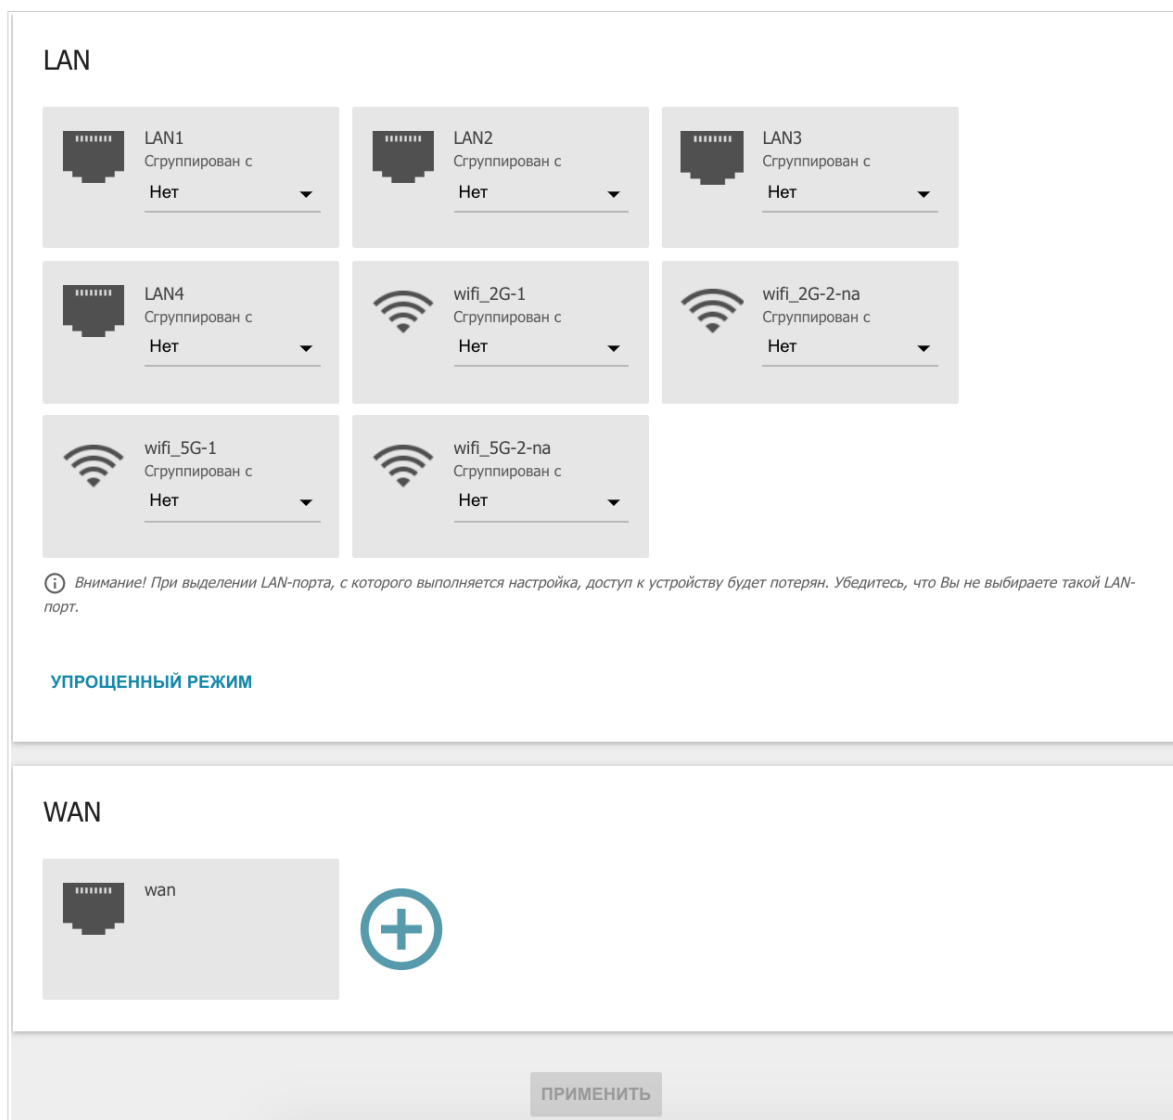 LAN
LAN1
Сгруппирован с
Нет
LAN2
Сгруппирован с
Нет
LAN3
Сгруппирован с
Нет
LAN4
Сгруппирован с
Нет
wifi_2G-1
Сгруппирован с
Нет
wifi_2G-2-na
Сгруппирован с
Нет
wifi_5G-1
Сгруппирован с
Нет
wifi_5G-2-na
Сгруппирован с
Нет
Внимание! При выделении LAN-порта, с которого выполняется настройка, доступ к устройству будет потерян. Убедитесь, что Вы не выбираете такой LAN-
порт.
УПРОЩЕННЫЙ РЕЖИМ
WAN
wan
ПРИМЕНИТЬ